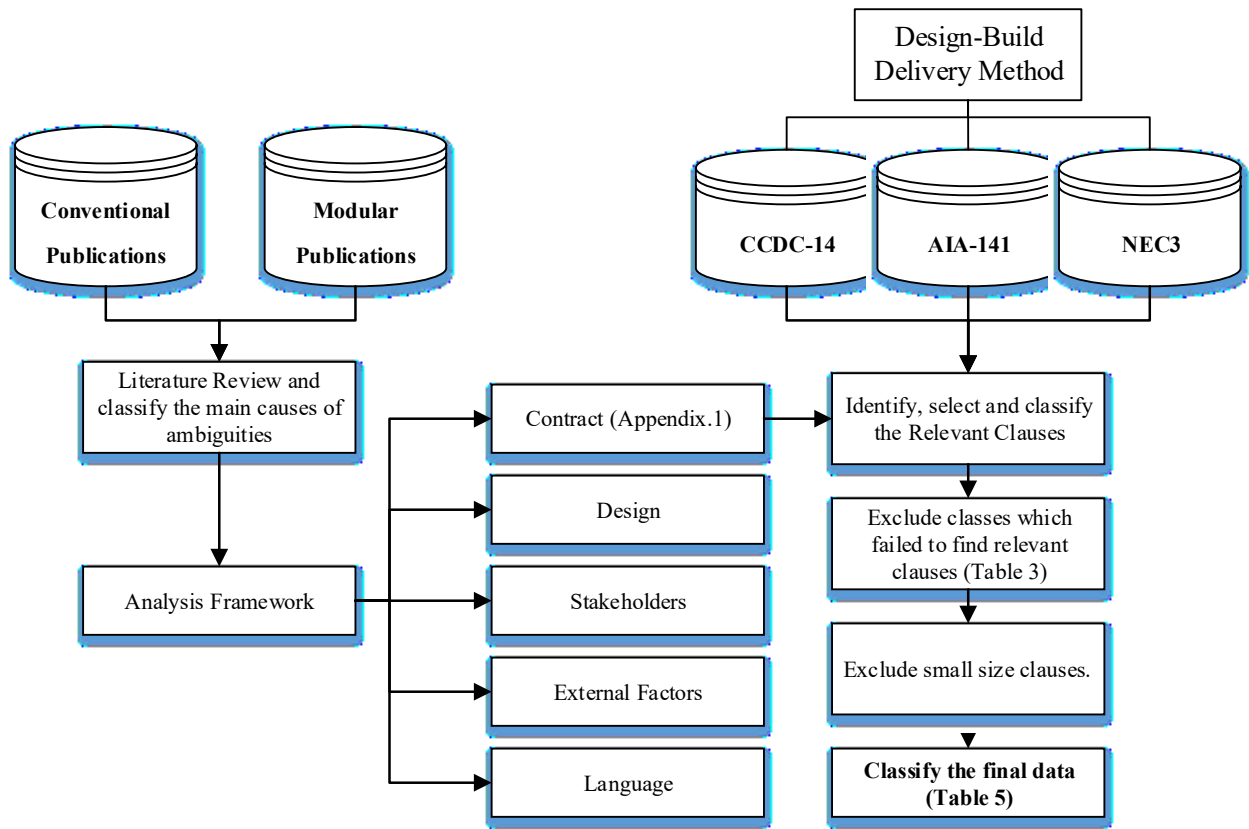 Design-Build
Delivery Method
Conventional
Publications
Modular
Publications
CCDC-14
AIA-141
NEC3
Literature Review and
classify the main causes of
ambiguities
Analysis Framework
Contract (Appendix.1)
Design
Stakeholders
External Factors
Language
Identify, select and classify
the Relevant Clauses
Exclude classes which
failed to find relevant
clauses (Table 3)
Exclude small size clauses.
Classify the final data
(Table 5)